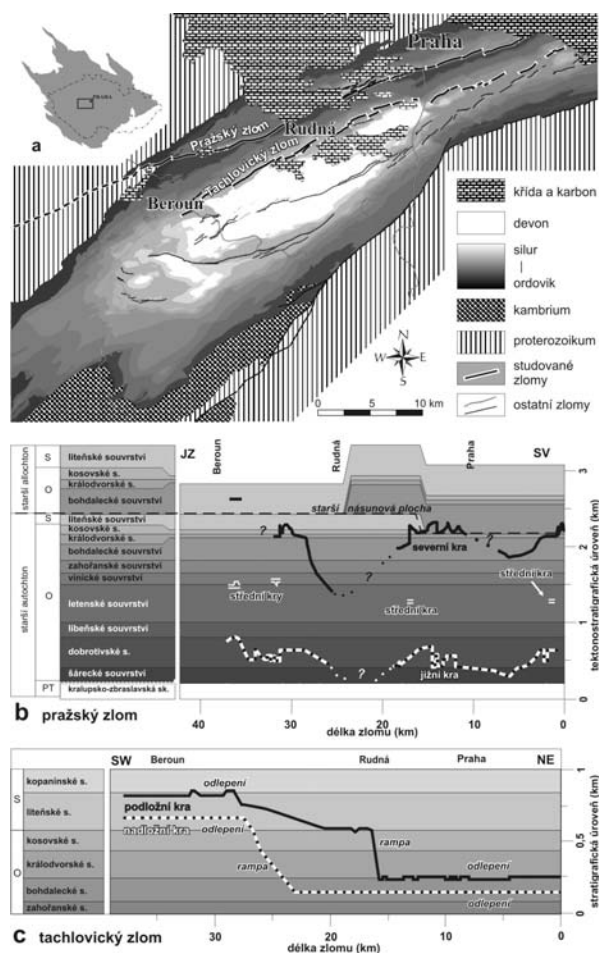 PRAHA
a
Praha
Pražský zlom
Rudná
Tachlovický zlom
Beroun
N
W E
S
0 5 10 km
křída a karbon
devon
silur
|
ordovik
kambrium
proterozoikum
studované
zlomy
ostatní zlomy
JZ Beroun Rudná Praha SV
starší allochton
S liteňské souvrství
O kosovské s.
králodvorské s.
bohdalecké souvrství
starší autochton
S liteňské souvrství
O kosovské s.
králodvorské s.
bohdalecké souvrství
zahořanské souvrství
vinické souvrství
letenské souvrství
libeňské souvrství
dobrotivské s.
šárecké souvrství
PT kralupsko-zbraslavská sk.
starší násunová plocha
?
severní kra
?
?
střední kry
střední kra
střední kra
?
jižní kra
3
2
1
0
tektonostratigrafická úroveň (km)
40 30 20 10 0
délka zlomu (km)
b pražský zlom
SW Beroun Rudná Praha NE
S kopaninské s.
liteňské s.
O kosovské s.
králodvorské s.
bohdalecké s.
zahořanské s.
odlepení
podložní kra
nadložní kra odlepení
rampa
rampa
odlepení
odlepení
1
0,5
0
stratigrafická úroveň (km)
30 20 10 0
délka zlomu (km)
c tachlovický zlom